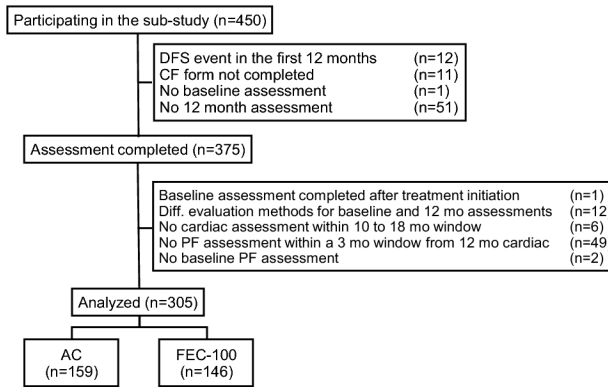 Participating in the sub-study (n=450)
DFS event in the first 12 months (n=12)
CF form not completed (n=11)
No baseline assessment (n=1)
No 12 month assessment (n=51)
Assessment completed (n=375)
Baseline assessment completed after treatment initiation (n=1)
Diff. evaluation methods for baseline and 12 mo assessments (n=12
No cardiac assessment within 10 to 18 mo window (n=6)
No PF assessment within a 3 mo window from 12 mo cardiac (n=49
No baseline PF assessment (n=2)
Analyzed (n=305)
AC
(n=159)
FEC-100
(n=146)